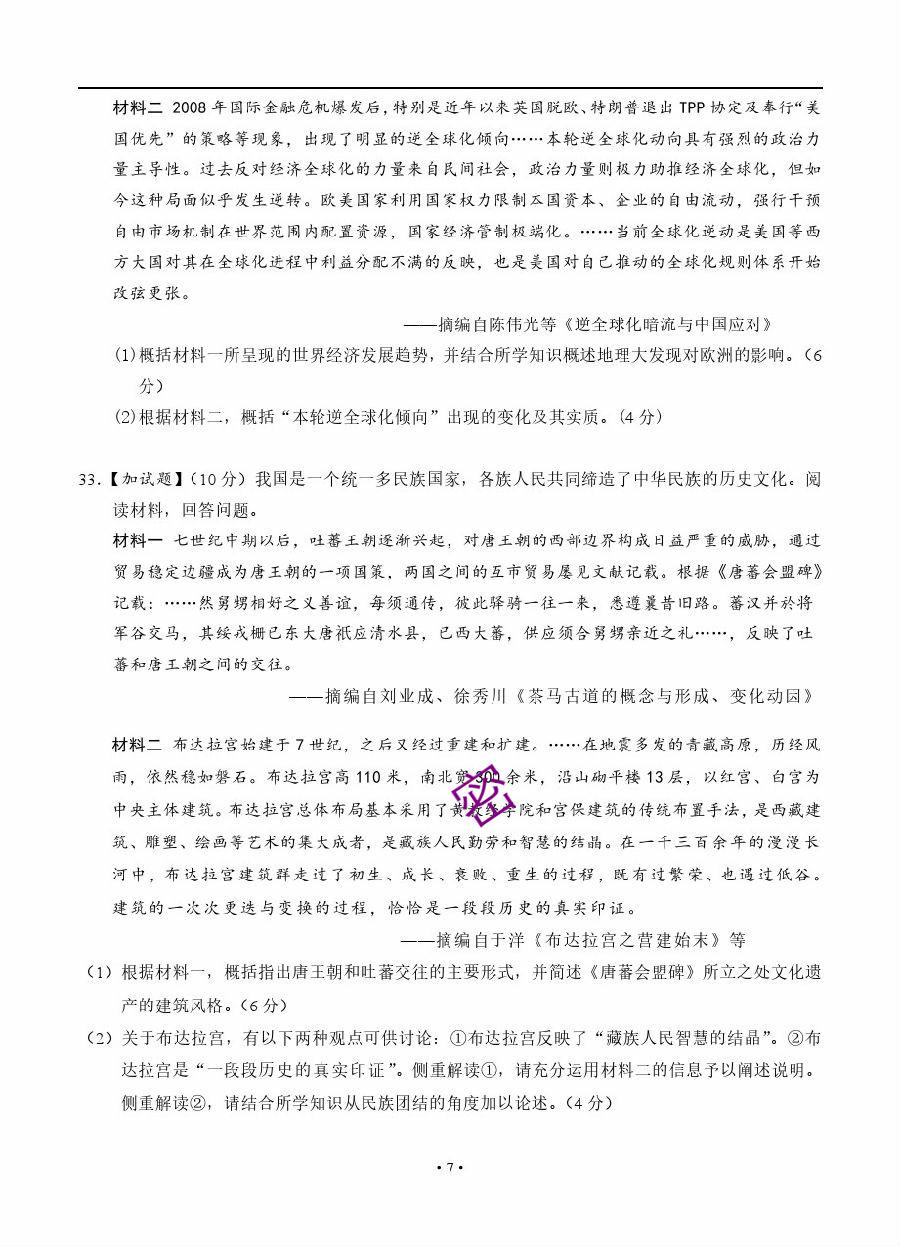 材料二 2008 年国际金融危机爆发后，特别是近年以来英国脱欧、特朗普退出 TPP 协定及奉行“美
国优先”的策略等现象，出现了明显的逆全球化倾向……本轮逆全球化动向具有强烈的政治力
量主导性。过去反对经济全球化的力量来自民间社会，政治力量则极力助推经济全球化，但如
今这种局面似乎发生逆转。欧美国家利用国家权力限制本国资本、企业的自由流动，强行干预
自由市场机制在世界范围内配置资源，国家经济管制极端化。……当前全球化逆动是美国等西
方大国对其在全球化进程中利益分配不满的反映，也是美国对自己推动的全球化规则体系开始
改弦更张。
——摘编自陈伟光等《逆全球化暗流与中国应对》
(1)概括材料一所呈现的世界经济发展趋势，并结合所学知识概述地理大发现对欧洲的影响。（6
分）
(2)根据材料二，概括“本轮逆全球化倾向”出现的变化及其实质。(4 分)
33.【加试题】（10 分）我国是一个统一多民族国家，各族人民共同缔造了中华民族的历史文化。阅
读材料，回答问题。
材料一 七世纪中期以后，吐蕃王朝逐渐兴起，对唐王朝的西部边界构成日益严重的威胁，通过
贸易稳定边疆成为唐王朝的一项国策，两国之间的互市贸易屡见文献记载。根据《唐蕃会盟碑》
记载：……然舅甥相好之义善谊，每须通传，彼此驿骑一往一来，悉遵曩昔旧路。蕃汉并於将
军谷交马，其绥戎栅已东大唐祇应清水县，已西大蕃，供应须合舅甥亲近之礼……，反映了吐
蕃和唐王朝之间的交往。
——摘编自刘业成、徐秀川《茶马古道的概念与形成、变化动因》
材料二 布达拉宫始建于 7 世纪，之后又经过重建和扩建。……在地震多发的青藏高原，历经风
雨，依然稳如磐石。布达拉宫高 110 米，南北宽 300 余米，沿山砌平楼 13 层，以红宫、白宫为
中央主体建筑。布达拉宫总体布局基本采用了黄教经学院和宫堡建筑的传统布置手法，是西藏建
筑、雕塑、绘画等艺术的集大成者，是藏族人民勤劳和智慧的结晶。在一千三百余年的漫漫长
河中，布达拉宫建筑群走过了初生、成长、衰败、重生的过程，既有过繁荣、也遇过低谷。
建筑的一次次更迭与变换的过程，恰恰是一段段历史的真实印证。
密
——摘编自于洋《布达拉宫之营建始末》等
（1）根据材料一，概括指出唐王朝和吐蕃交往的主要形式，并简述《唐蕃会盟碑》所立之处文化遗
产的建筑风格。（6 分）
（2）关于布达拉宫，有以下两种观点可供讨论：①布达拉宫反映了“藏族人民智慧的结晶”。②布
达拉宫是“一段段历史的真实印证”。侧重解读①，请充分运用材料二的信息予以阐述说明。
侧重解读②，请结合所学知识从民族团结的角度加以论述。（4 分）
• 7 •